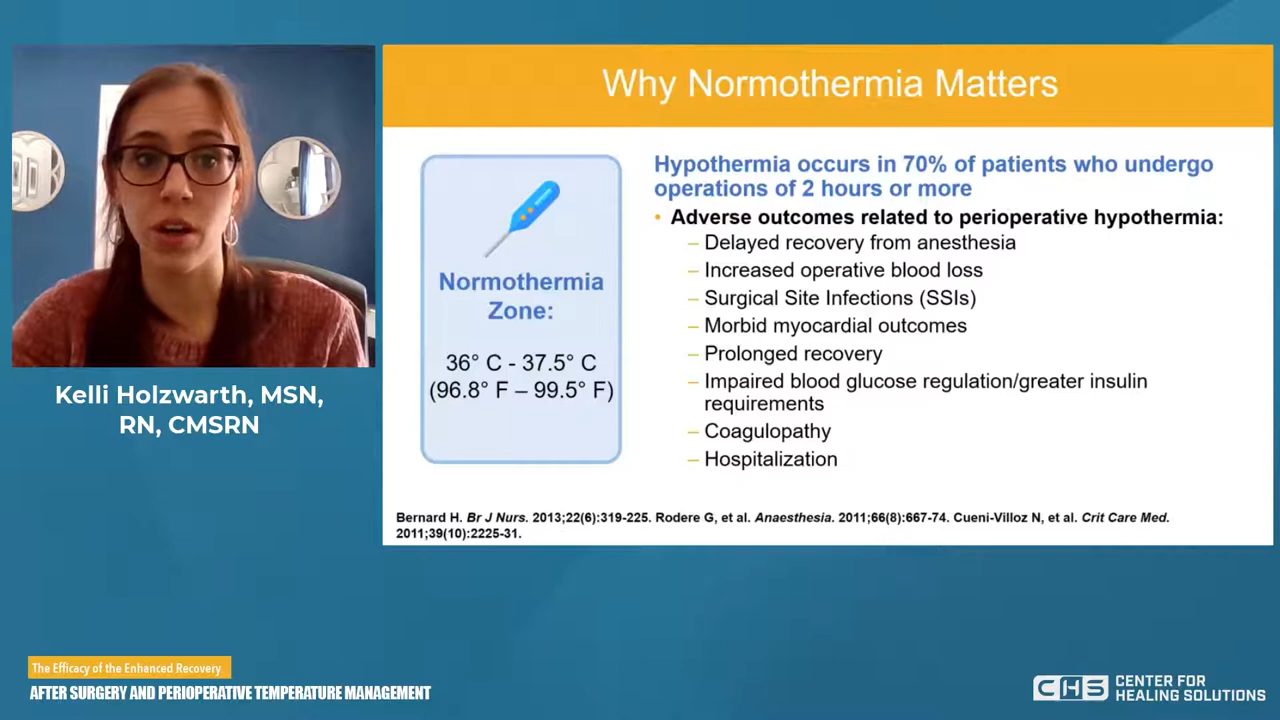 Why Normothermia Matters
Normothermia
Zone:
36° C - 37.5° C
(96.8° F – 99.5° F)
Hypothermia occurs in 70% of patients who undergo
operations of 2 hours or more
• Adverse outcomes related to perioperative hypothermia:
– Delayed recovery from anesthesia
– Increased operative blood loss
– Surgical Site Infections (SSIs)
– Morbid myocardial outcomes
– Prolonged recovery
– Impaired blood glucose regulation/greater insulin
requirements
– Coagulopathy
– Hospitalization
Bernard H. Br J Nurs. 2013;22(6):319-225. Rodere G, et al. Anaesthesia. 2011;66(8):667-74. Cueni-Villoz N, et al. Crit Care Med.
2011;39(10):2225-31.
Kelli Holzwarth, MSN,
RN, CMSRN
The Efficacy of the Enhanced Recovery
AFTER SURGERY AND PERIOPERATIVE TEMPERATURE MANAGEMENT
CHS
CENTER FOR
HEALING SOLUTIONS